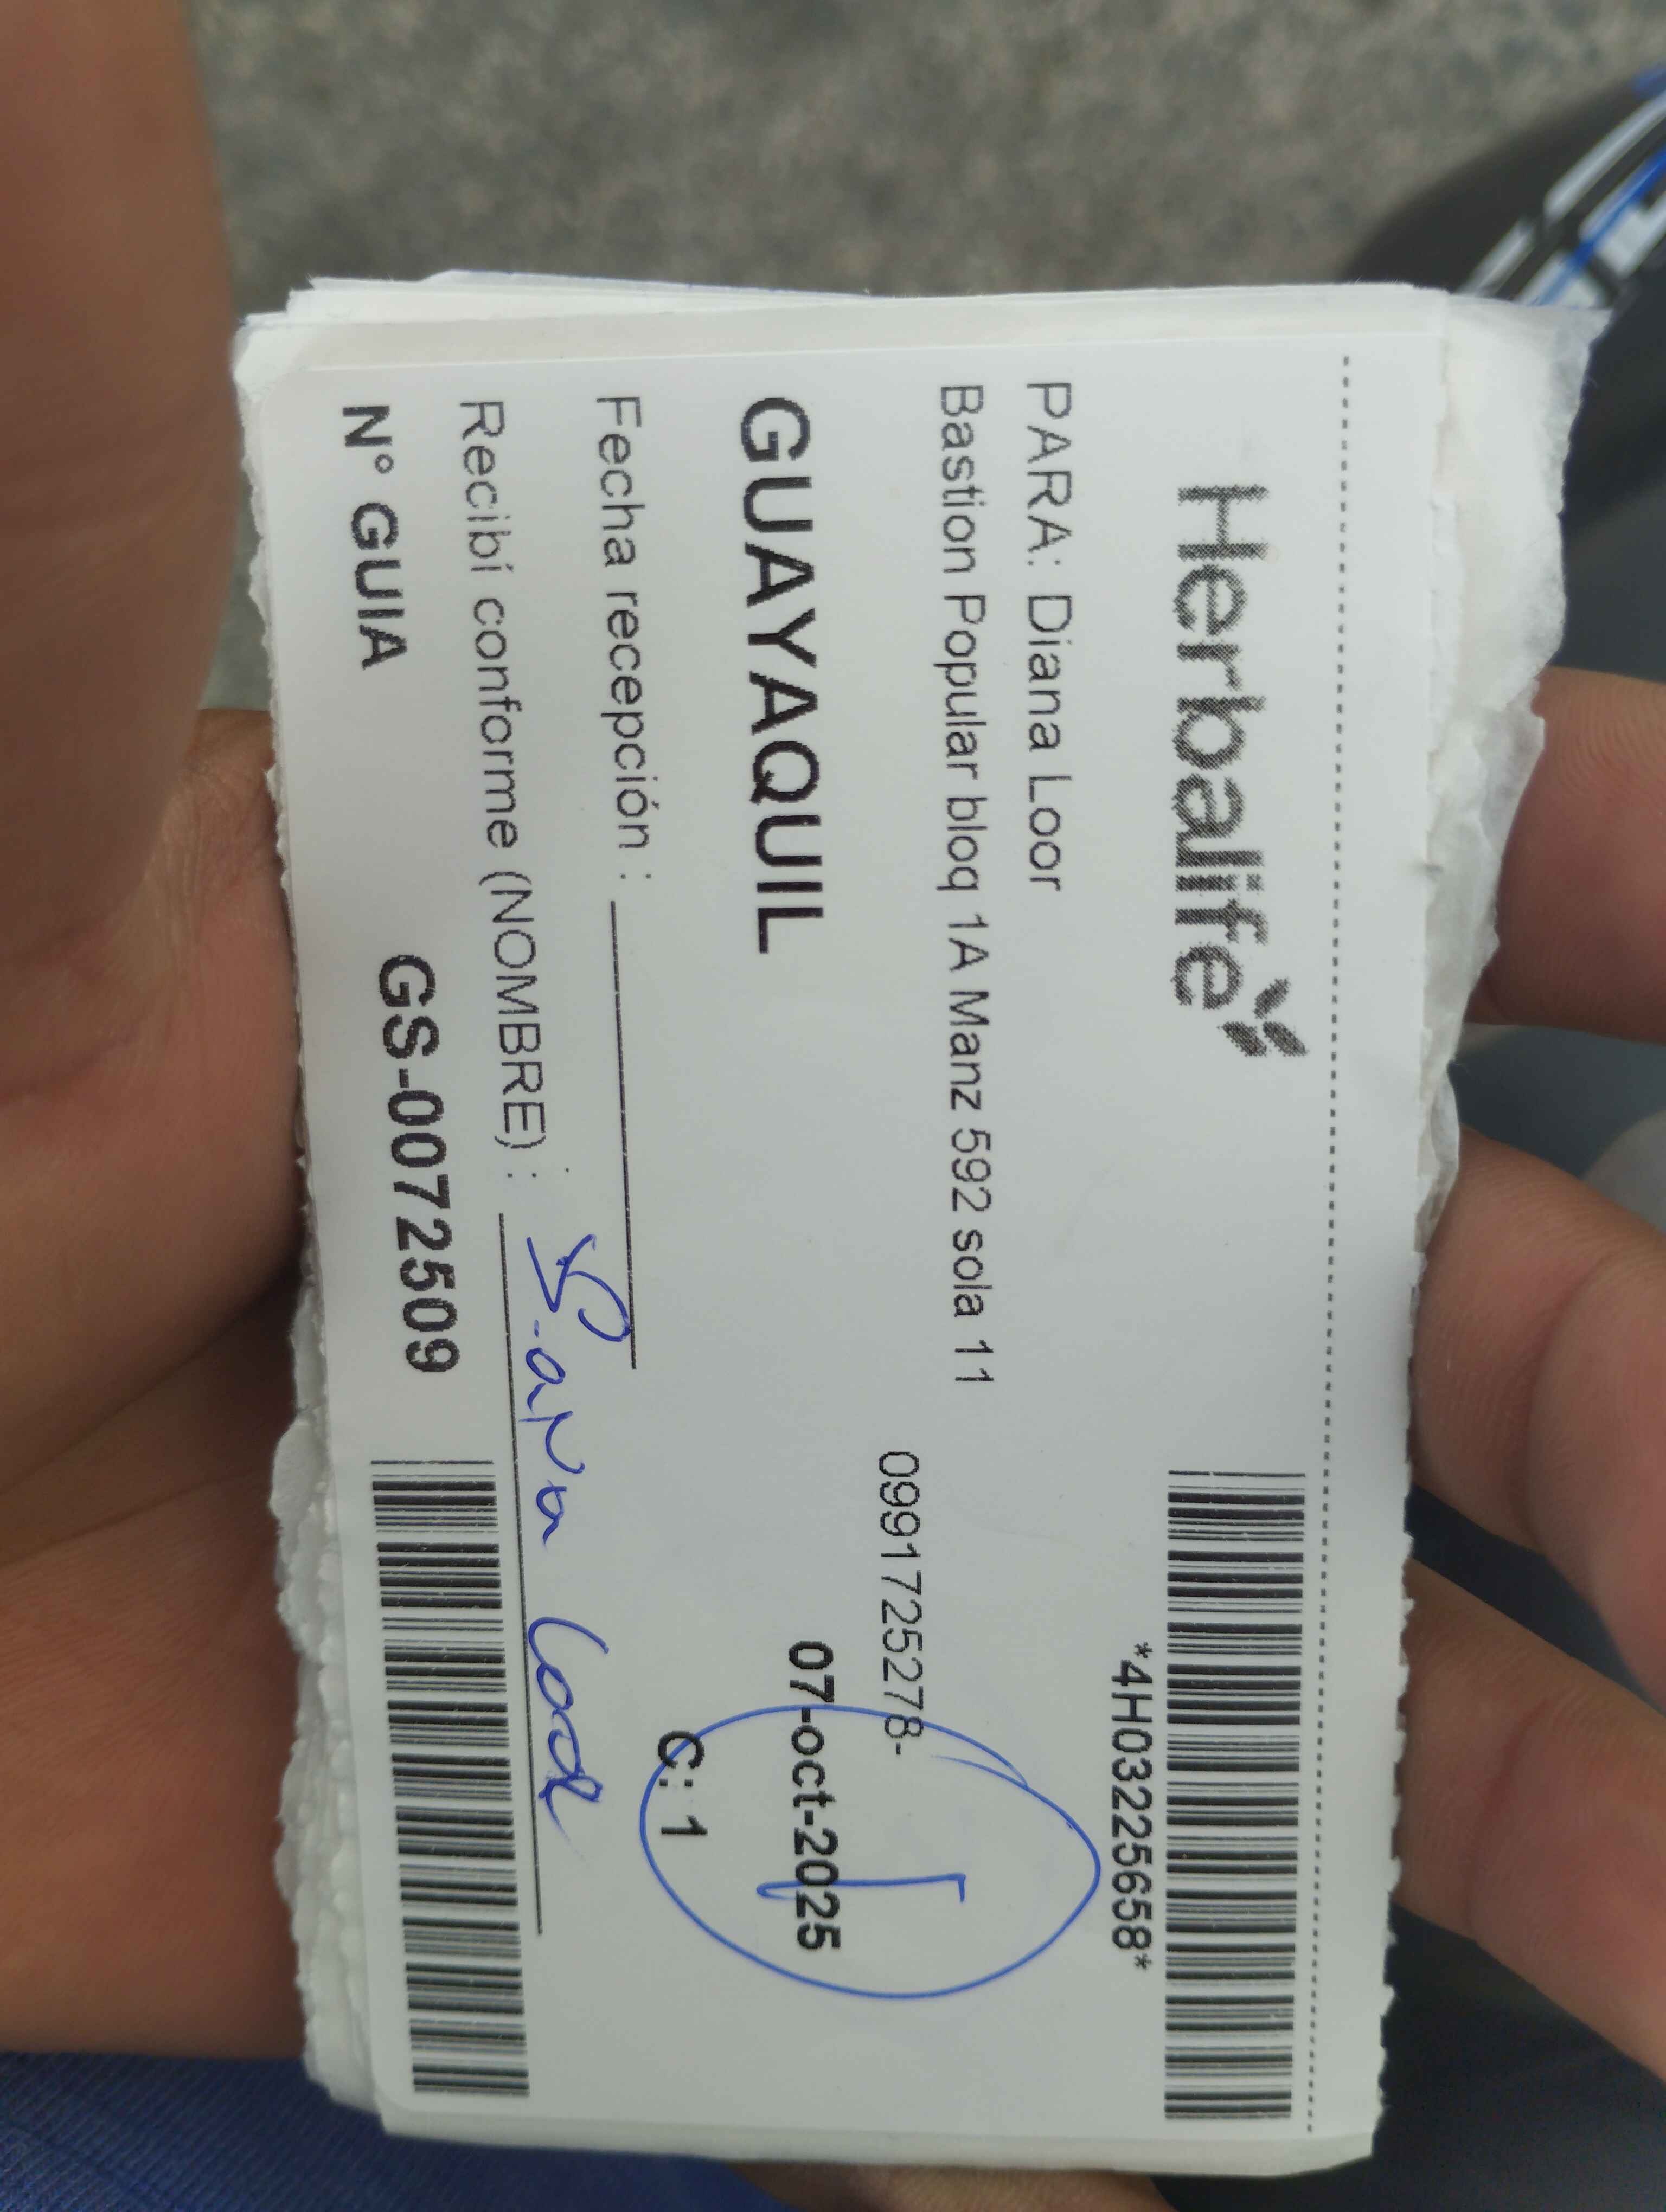 Herbalife
*4H03225658*
PARA: Diana Loor
Bastion Popular bloq 1A Manz 592 sola 11
0991725278-
GUAYAQUIL
07-oct-2025
Fecha recepción :
C: 1
Recibí conforme (NOMBRE) :
N° GUIA GS-0072509